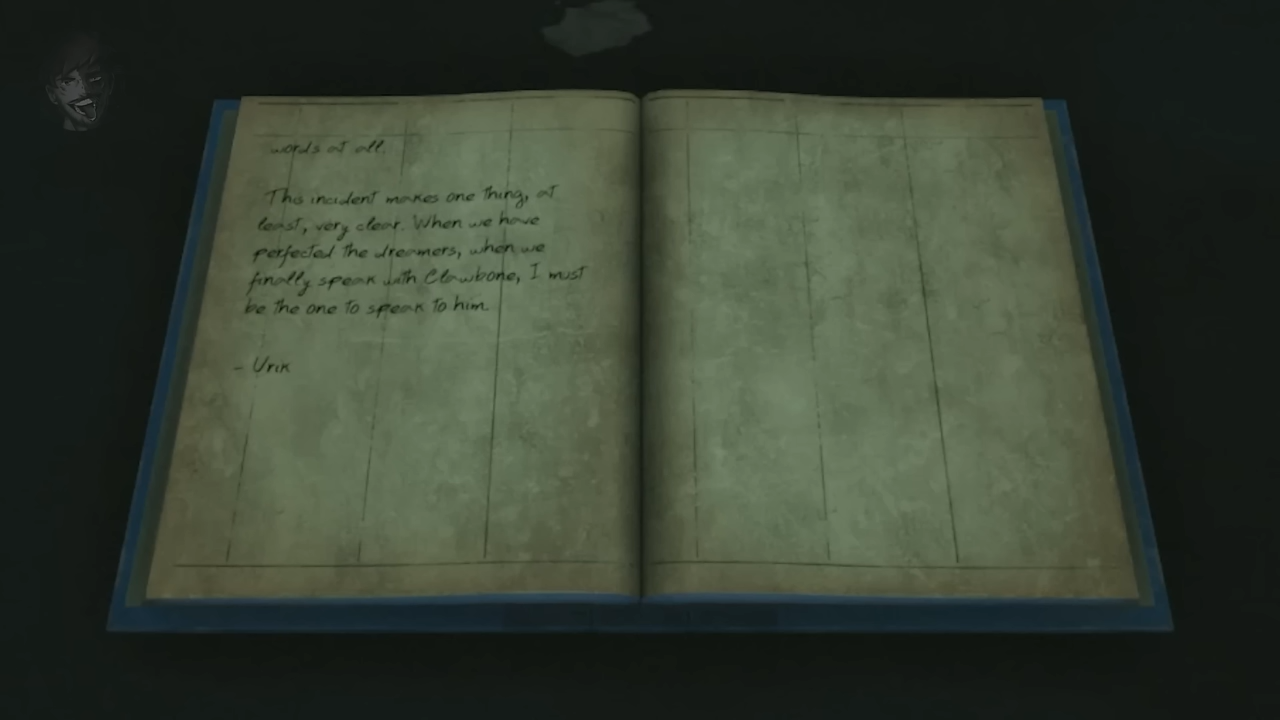 words at all.
This incident makes one thing, at
least, very clear. When we have
perfected the dreamers, when we
finally speak with Clawbone, I must
be the one to speak to him.
- Urik